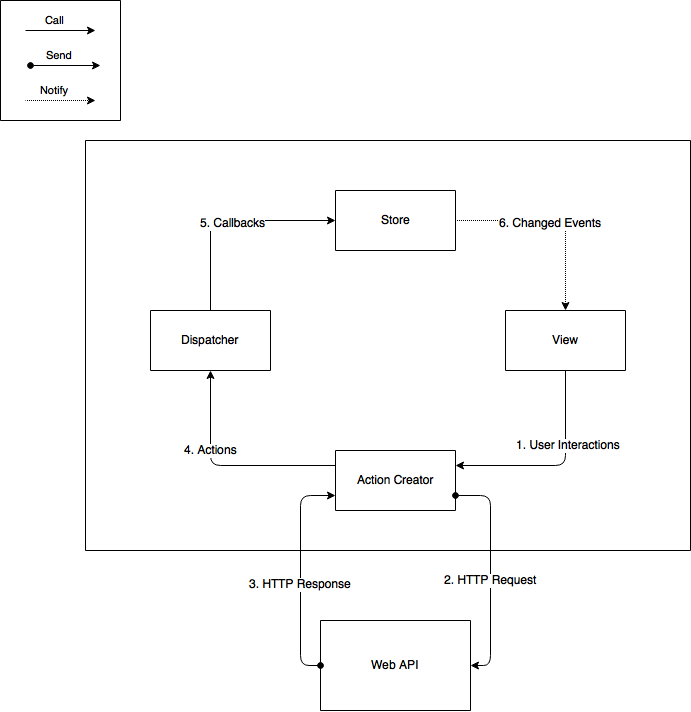 Call
Send
Notify
5. Callbacks
Store
6. Changed Events
Dispatcher
View
4. Actions
1. User Interactions
Action Creator
3. HTTP Response
2. HTTP Request
Web API